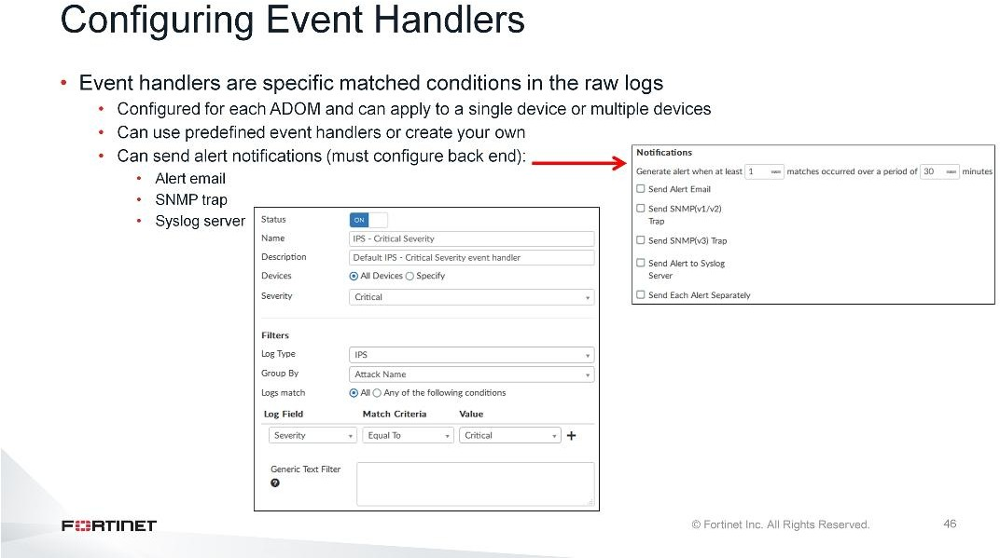 Configuring Event Handlers
• Event handlers are specific matched conditions in the raw logs
• Configured for each ADOM and can apply to a single device or multiple devices
• Can use predefined event handlers or create your own
• Can send alert notifications (must configure back end):
• Alert email
• SNMP trap
• Syslog server
Status ON
Name IPS - Critical Severity
Description Default IPS - Critical Severity event handler
Devices All Devices Specify
Severity Critical
Filters
Log Type IPS
Group By Attack Name
Logs match All Any of the following conditions
Log Field Match Criteria Value
Severity Equal To Critical +
Generic Text Filter
?
Notifications
Generate alert when at least 1 matches occurred over a period of 30 minutes
Send Alert Email
Send SNMP(v1/v2)
Trap
Send SNMP(v3) Trap
Send Alert to Syslog
Server
Send Each Alert Separately
FORTINET
© Fortinet Inc. All Rights Reserved. 46